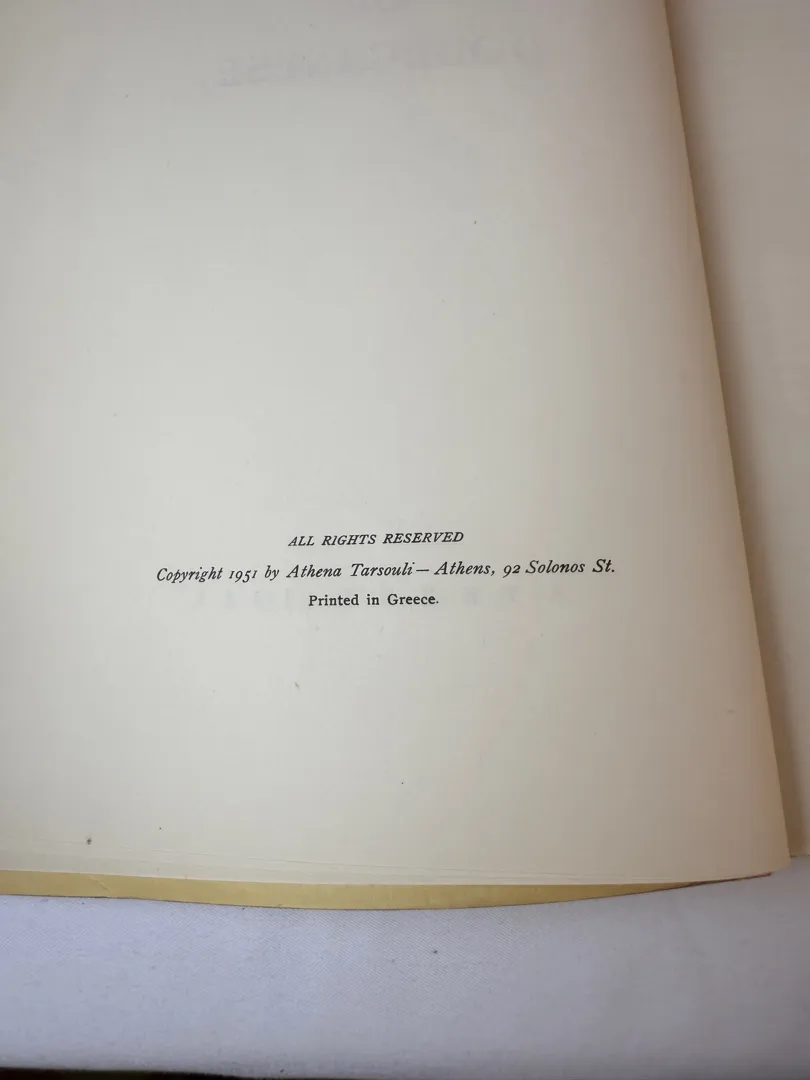 ALL RIGHTS RESERVED
Copyright 1951 by Athena Tarsouli — Athens, 92 Solonos St.
Printed in Greece.